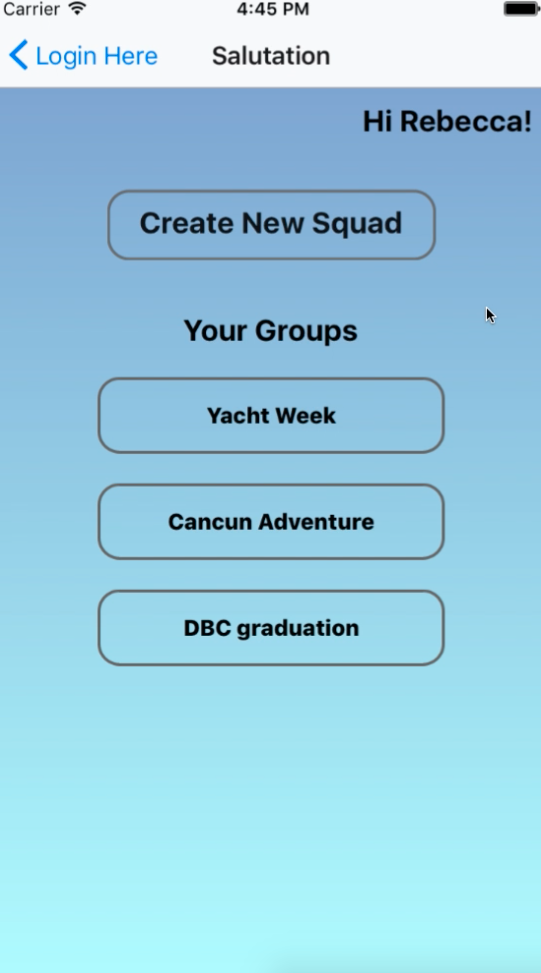 Carrier 4:45 PM
Login Here Salutation
Hi Rebecca!
Create New Squad
Your Groups
Yacht Week
Cancun Adventure
DBC graduation